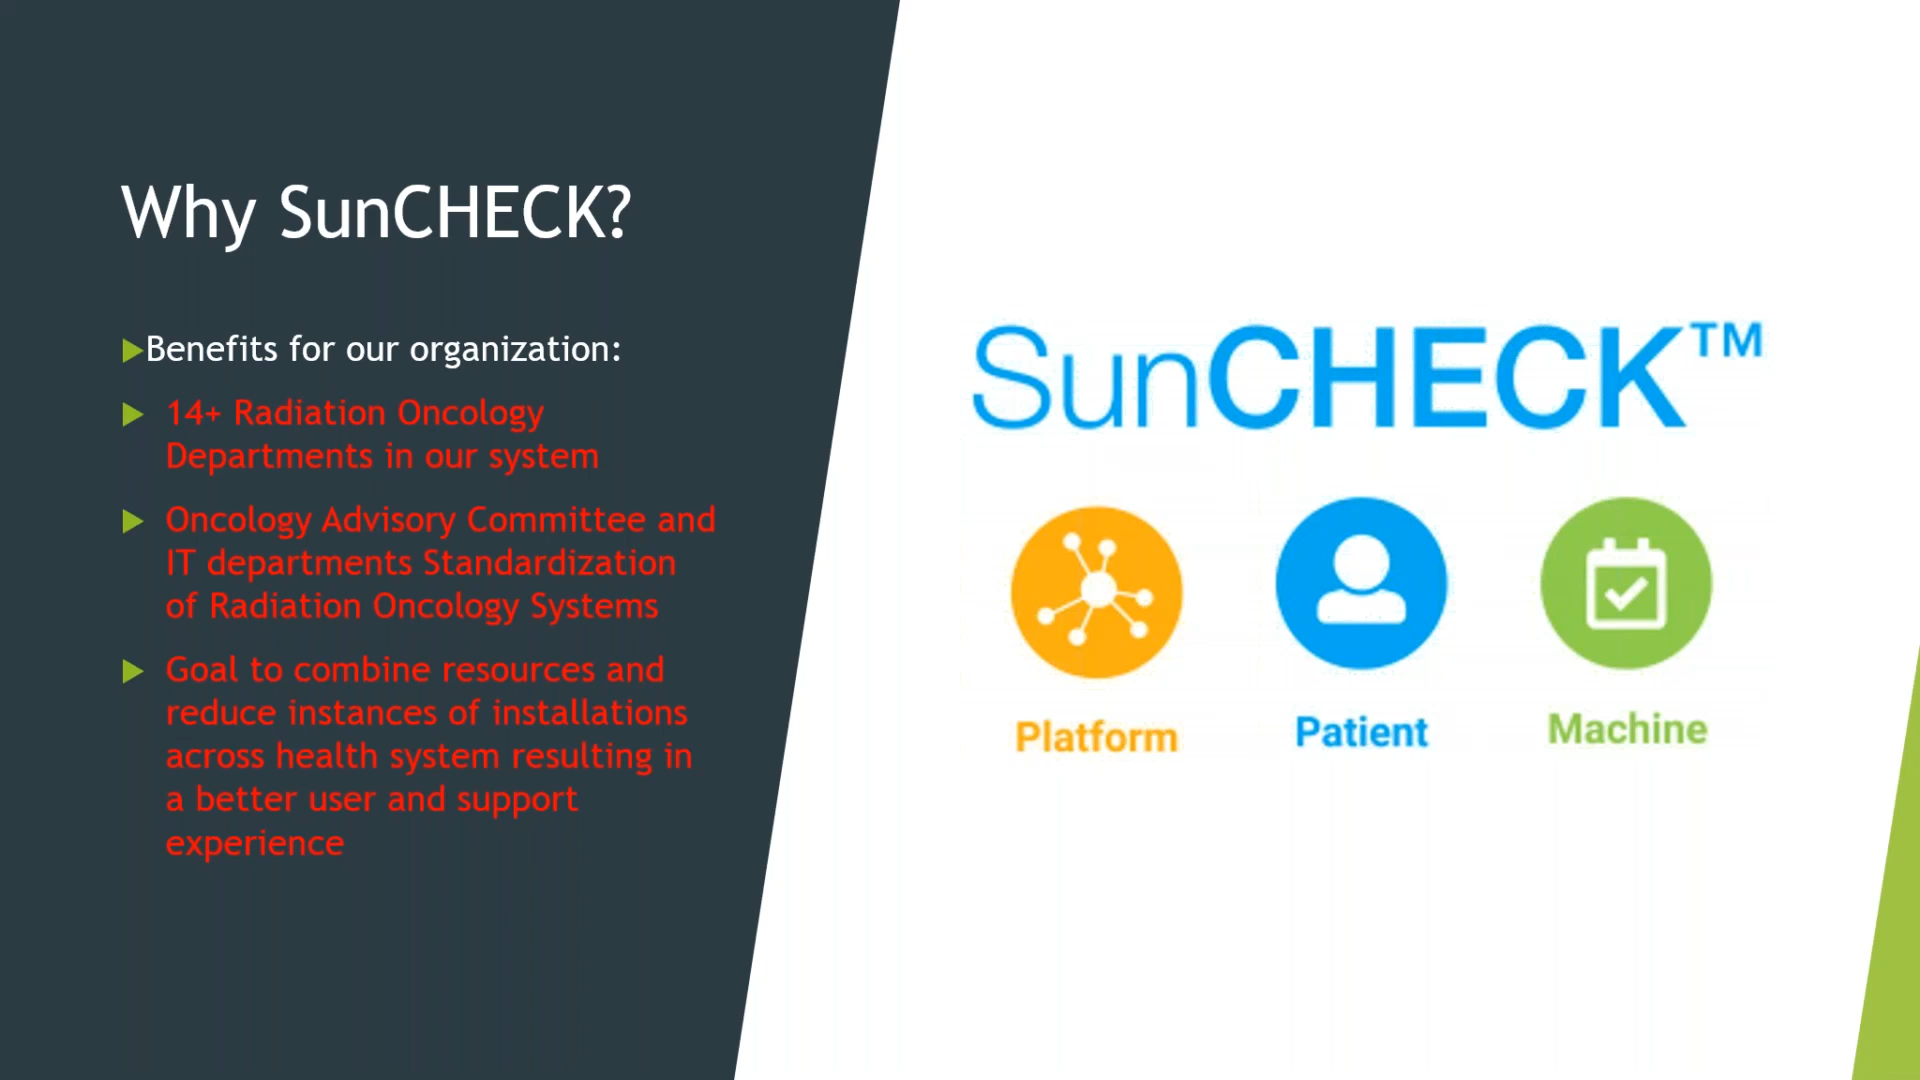 Why SunCHECK?
Benefits for our organization:
14+ Radiation Oncology
Departments in our system
Oncology Advisory Committee and
IT departments Standardization
of Radiation Oncology Systems
Goal to combine resources and
reduce instances of installations
across health system resulting in
a better user and support
experience
SunCHECK™
Platform
Patient
Machine